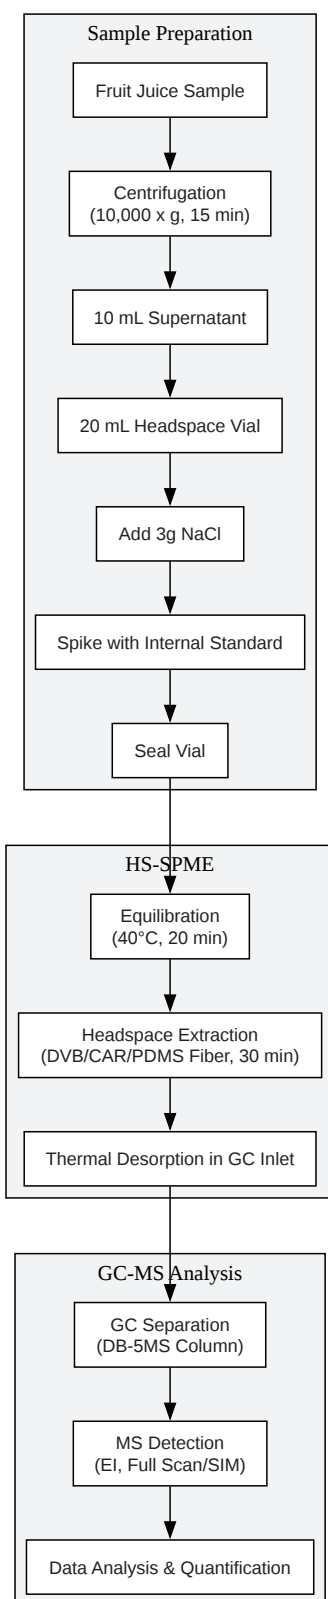 Sample Preparation
Fruit Juice Sample
Centrifugation
(10,000 x g, 15 min)
10 mL Supernatant
20 mL Headspace Vial
Add 3g NaCl
Spike with Internal Standard
Seal Vial
HS-SPME
Equilibration
(40°C, 20 min)
Headspace Extraction
(DVB/CAR/PDMS Fiber, 30 min)
Thermal Desorption in GC Inlet
GC-MS Analysis
GC Separation
(DB-5MS Column)
MS Detection
(EI, Full Scan/SIM)
Data Analysis & Quantification